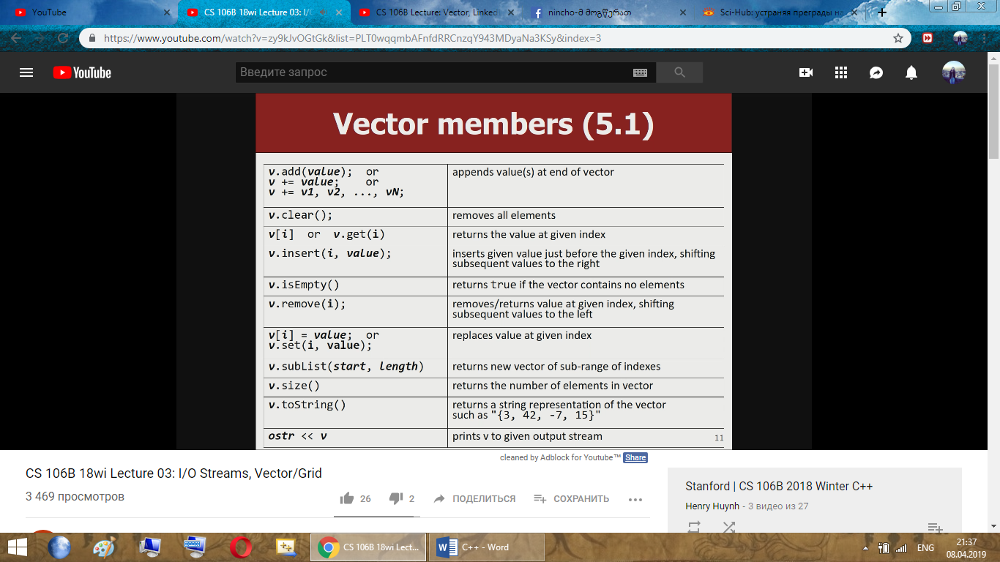 YouTube
CS 106B 18wi Lecture 03: I/O
CS 106B Lecture: Vector, Linked
nincho-მ მოგწერათ
Sci-Hub: устраняя преграды на
https://www.youtube.com/watch?v=zy9kJvOGtGk&list=PLT0wqqmbAFnfdRRCnzqY943MDyaNa3KSy&index=3
YouTube
Введите запрос
Vector members (5.1)
v.add(value); or
v += value; or
v += v1, v2, ..., vN;
appends value(s) at end of vector
v.clear();
removes all elements
v[i] or v.get(i)
returns the value at given index
v.insert(i, value);
inserts given value just before the given index, shifting
subsequent values to the right
v.isEmpty()
returns true if the vector contains no elements
v.remove(i);
removes/returns value at given index, shifting
subsequent values to the left
v[i] = value; or
v.set(i, value);
replaces value at given index
v.subList(start, length)
returns new vector of sub-range of indexes
v.size()
returns the number of elements in vector
v.toString()
returns a string representation of the vector
such as "{3, 42, -7, 15}"
ostr << v
prints v to given output stream
11
cleaned by Adblock for Youtube™ Share
CS 106B 18wi Lecture 03: I/O Streams, Vector/Grid
3 469 просмотров
26
2
ПОДЕЛИТЬСЯ
СОХРАНИТЬ
Stanford | CS 106B 2018 Winter C++
Henry Huynh - 3 видео из 27
CS 106B 18wi Lect...
C++ - Word
ENG
21:37
08.04.2019